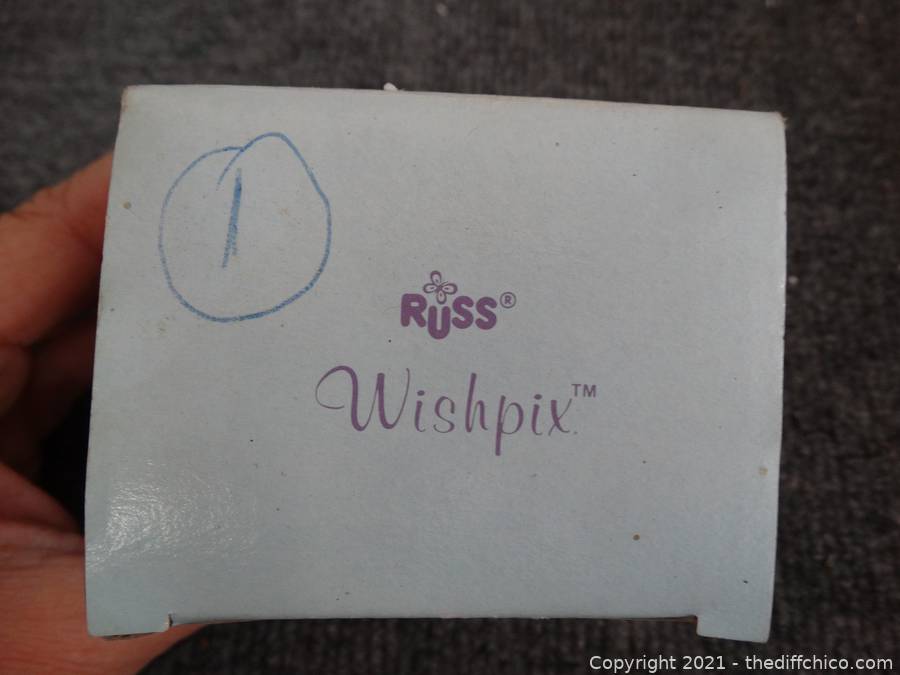 1
RUSS®
Wishpix™
Copyright 2021 - thediffchico.com